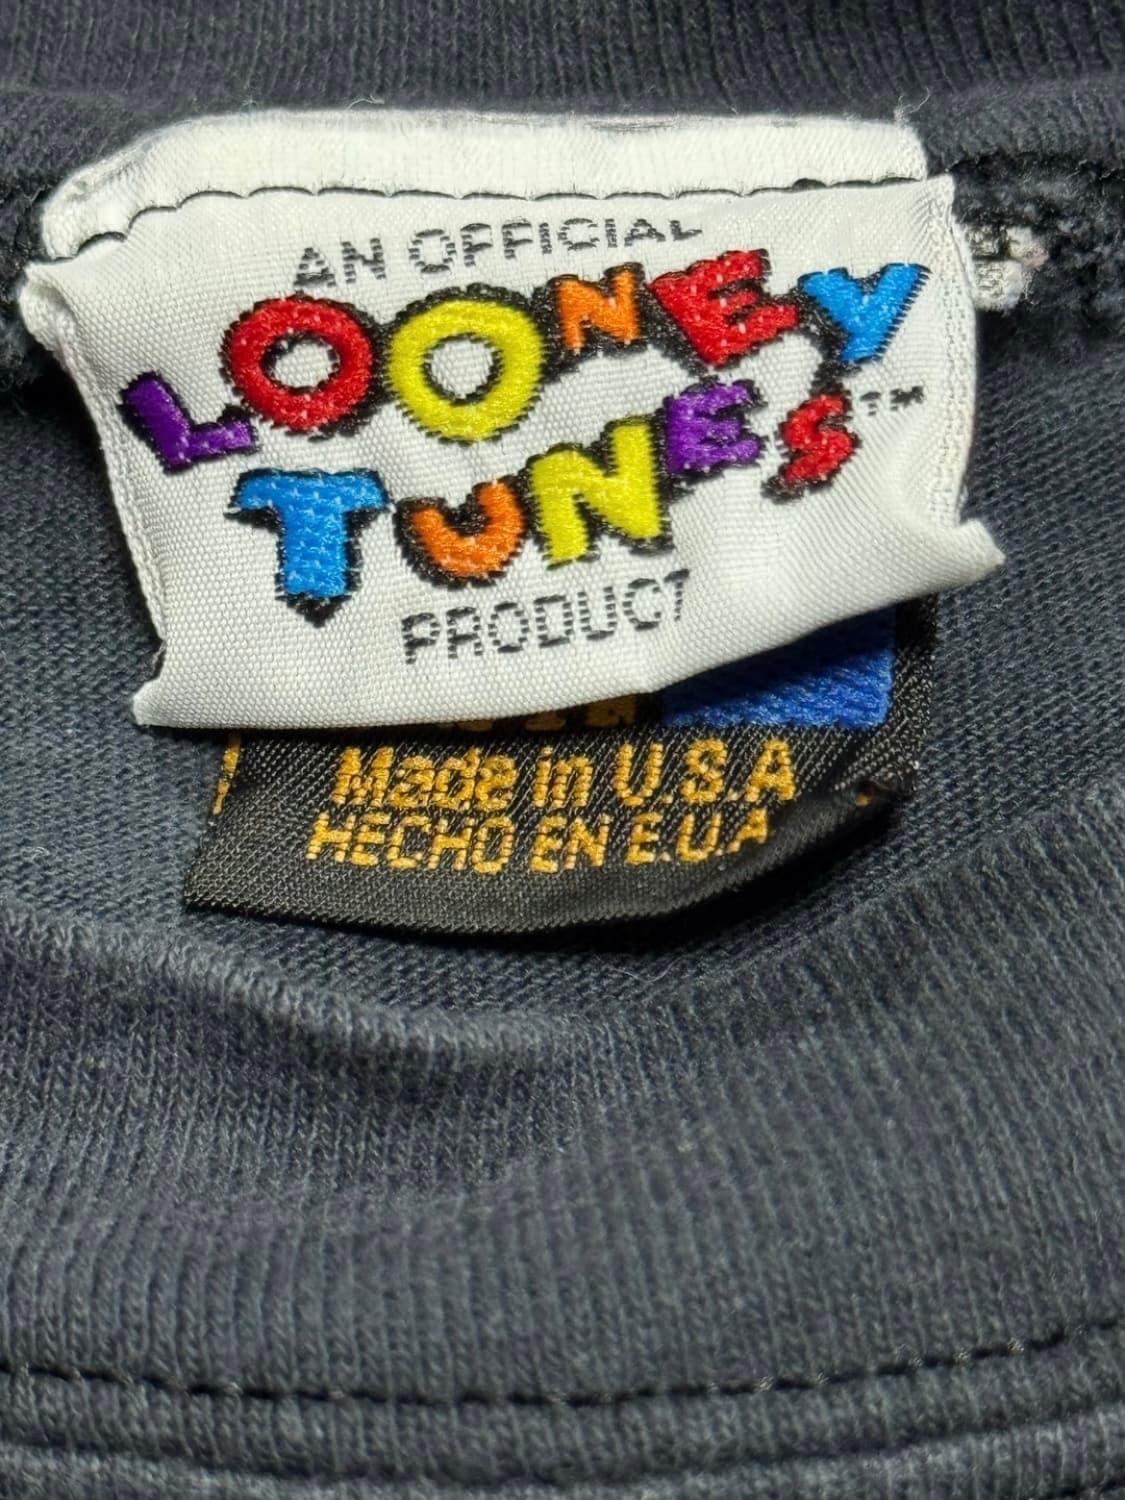 AN OFFICIAL
LOONEY
TUNES™
PRODUCT
Made in U.S.A
HECHO EN E.U.A